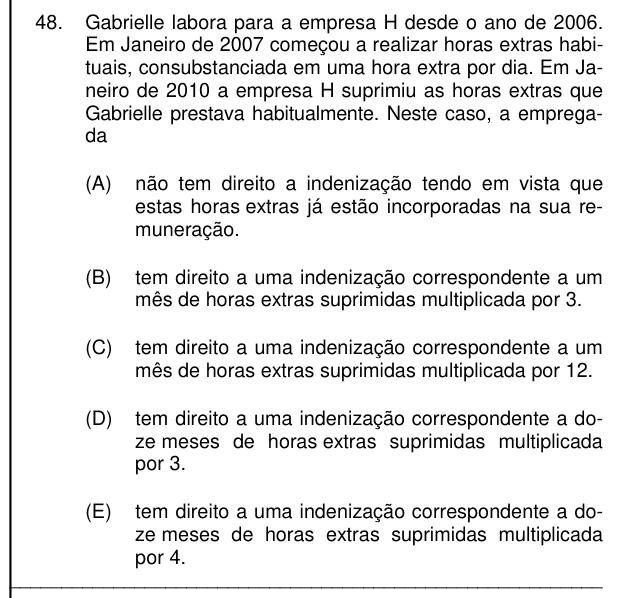 48. Gabrielle labora para a empresa H desde o ano de 2006.
Em Janeiro de 2007 começou a realizar horas extras habi-
tuais, consubstanciada em uma hora extra por dia. Em Ja-
neiro de 2010 a empresa H suprimiu as horas extras que
Gabrielle prestava habitualmente. Neste caso, a emprega-
da
(A) não tem direito a indenização tendo em vista que
estas horas extras já estão incorporadas na sua re-
muneração.
(B) tem direito a uma indenização correspondente a um
mês de horas extras suprimidas multiplicada por 3.
(C) tem direito a uma indenização correspondente a um
mês de horas extras suprimidas multiplicada por 12.
(D) tem direito a uma indenização correspondente a do-
ze meses de horas extras suprimidas multiplicada
por 3.
(E) tem direito a uma indenização correspondente a do-
ze meses de horas extras suprimidas multiplicada
por 4.